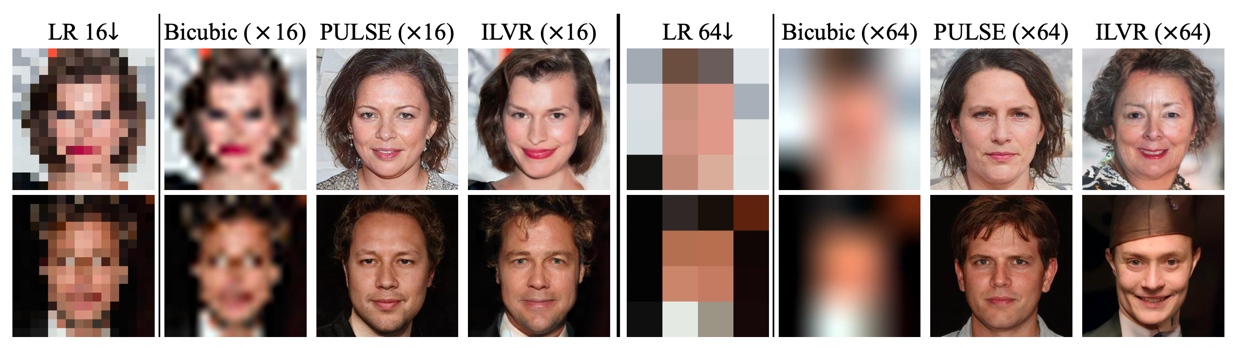 LR 16↓ Bicubic (×16) PULSE (×16) ILVR (×16) LR 64↓ Bicubic (×64) PULSE (×64) ILVR (×64)